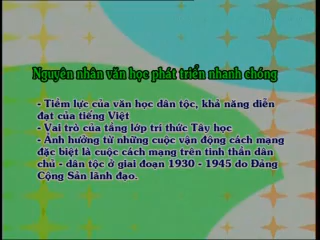 Nguyên nhân văn học phát triển nhanh chóng
- Tiềm lực của văn học dân tộc, khả năng diễn
đạt của tiếng Việt
- Vai trò của tầng lớp trí thức Tây học
- Ảnh hưởng từ những cuộc vận động cách mạng
đặc biệt là cuộc cách mạng trên tinh thần dân
chủ - dân tộc ở giai đoạn 1930 - 1945 do Đảng
Cộng Sản lãnh đạo.